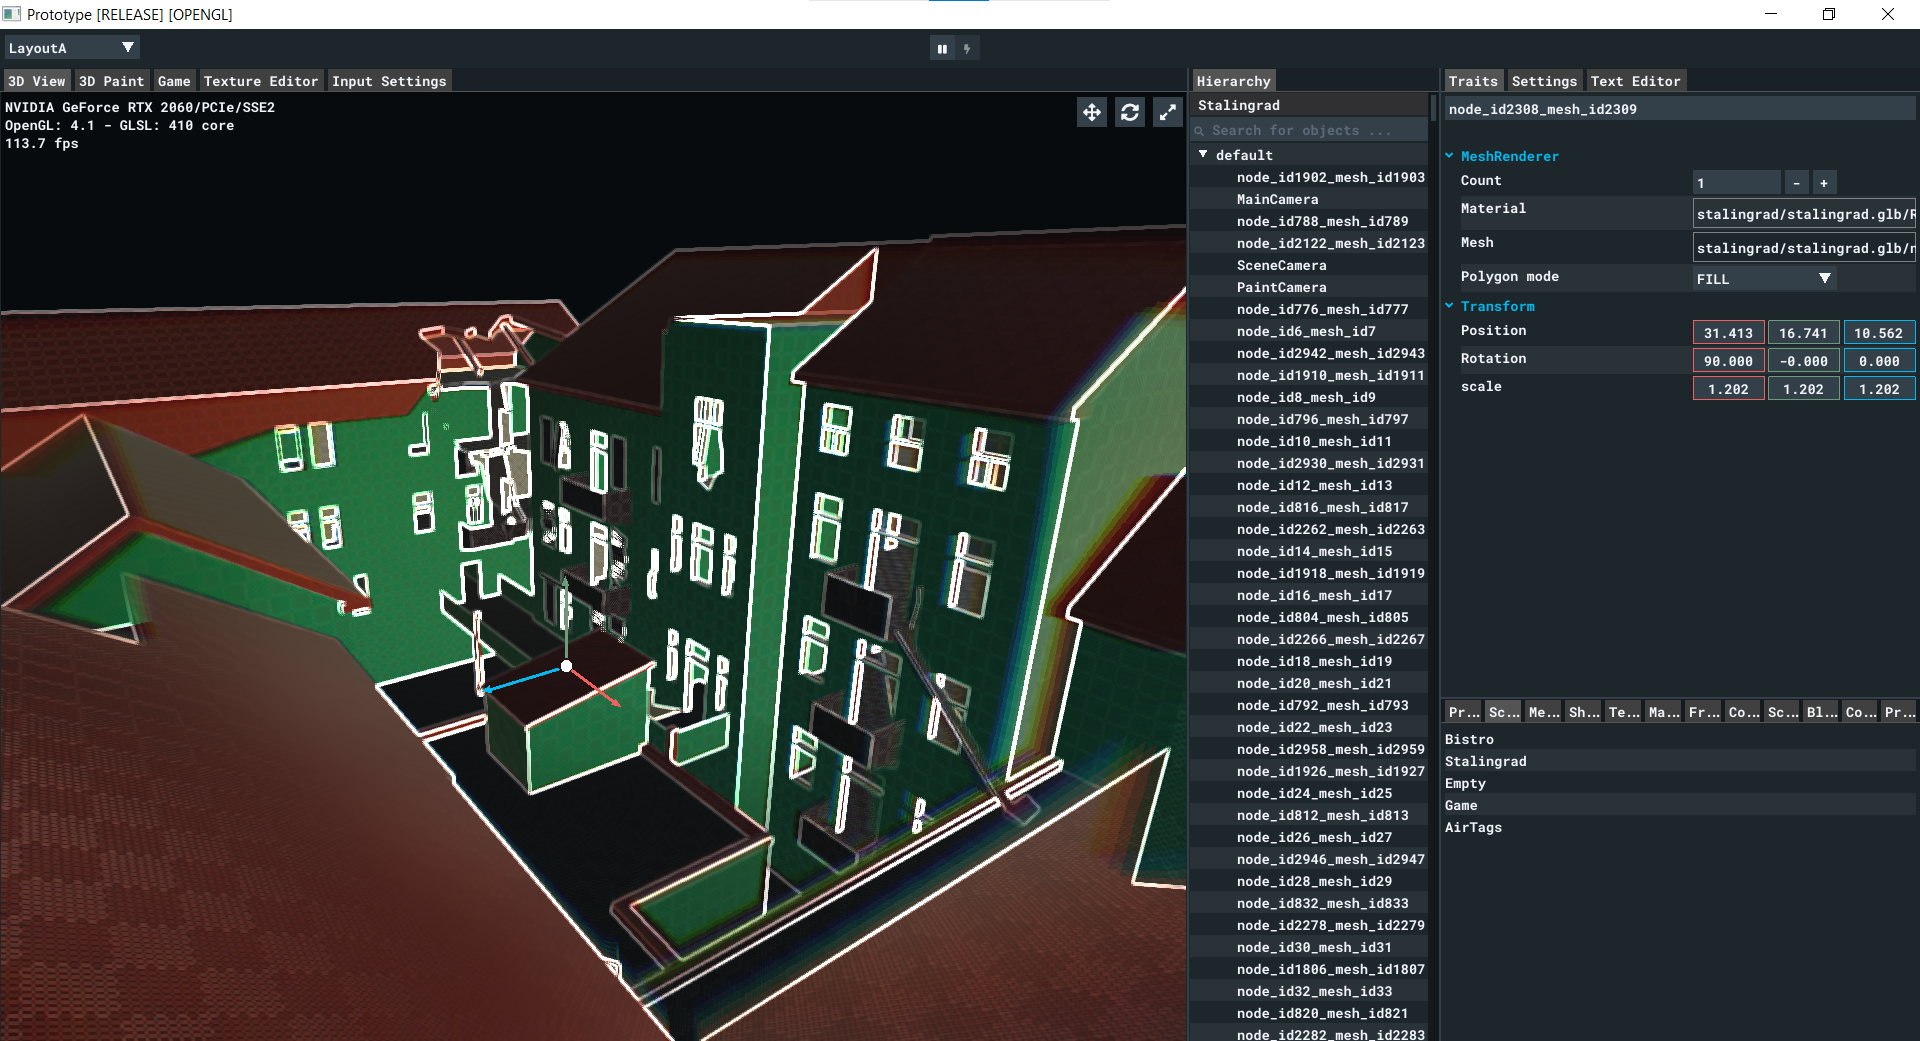 Prototype [RELEASE] [OPENGL]
LayoutA
3D View 3D Paint Game Texture Editor Input Settings
NVIDIA GeForce RTX 2060/PCIe/SSE2
OpenGL: 4.1 - GLSL: 410 core
113.7 fps
Hierarchy
Stalingrad
Search for objects ...
default
node_id1902_mesh_id1903
MainCamera
node_id788_mesh_id789
node_id2122_mesh_id2123
SceneCamera
PaintCamera
node_id776_mesh_id777
node_id6_mesh_id7
node_id2942_mesh_id2943
node_id1910_mesh_id1911
node_id8_mesh_id9
node_id796_mesh_id797
node_id10_mesh_id11
node_id2930_mesh_id2931
node_id12_mesh_id13
node_id816_mesh_id817
node_id2262_mesh_id2263
node_id14_mesh_id15
node_id1918_mesh_id1919
node_id16_mesh_id17
node_id804_mesh_id805
node_id2266_mesh_id2267
node_id18_mesh_id19
node_id20_mesh_id21
node_id792_mesh_id793
node_id22_mesh_id23
node_id2958_mesh_id2959
node_id1926_mesh_id1927
node_id24_mesh_id25
node_id812_mesh_id813
node_id26_mesh_id27
node_id2946_mesh_id2947
node_id28_mesh_id29
node_id832_mesh_id833
node_id2278_mesh_id2279
node_id30_mesh_id31
node_id1806_mesh_id1807
node_id32_mesh_id33
node_id820_mesh_id821
node_id2282_mesh_id2283
Traits Settings Text Editor
node_id2308_mesh_id2309
MeshRenderer
Count 1 - +
Material stalingrad/stalingrad.glb/R
Mesh stalingrad/stalingrad.glb/n
Polygon mode FILL
Transform
Position 31.413 16.741 10.562
Rotation 90.000 -0.000 0.000
scale 1.202 1.202 1.202
Pr... Sc... Me... Sh... Te... Ma... Fr... Co... Sc... Bl... Co... Pr...
Bistro
Stalingrad
Empty
Game
AirTags